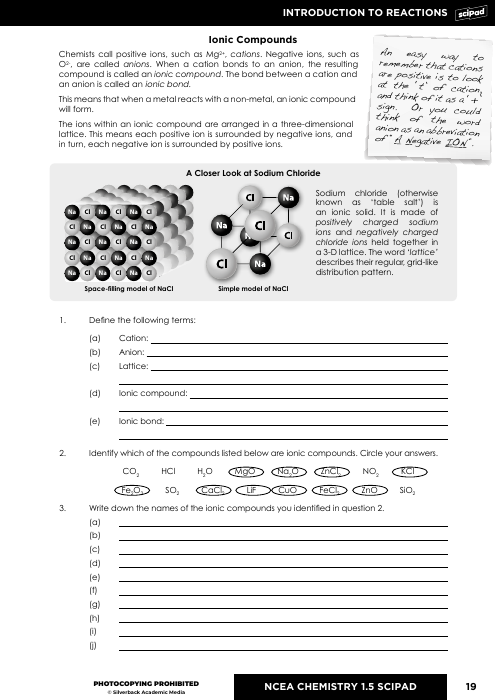 INTRODUCTION TO REACTIONS scipad
Ionic Compounds
Chemists call positive ions, such as Mg²⁺, cations. Negative ions, such as
O²⁻, are called anions. When a cation bonds to an anion, the resulting
compound is called an ionic compound. The bond between a cation and
an anion is called an ionic bond.
This means that when a metal reacts with a non-metal, an ionic compound
will form.
The ions within an ionic compound are arranged in a three-dimensional
lattice. This means each positive ion is surrounded by negative ions, and
in turn, each negative ion is surrounded by positive ions.
An easy way to
remember that cations
are positive is to look
at the 't' of cation,
and think of it as a '+'
sign. Or you could
think of the word
anion as an abbreviation
of " A Negative ION".
A Closer Look at Sodium Chloride
Na Cl Na Cl Na
Cl Na Cl Na Cl
Na Cl Na Cl Na
Cl Na Cl Na Cl
Na Cl Na Cl Na
Space-filling model of NaCl
Cl Na
Na Cl Cl
Cl Na
Simple model of NaCl
Sodium chloride (otherwise
known as 'table salt') is
an ionic solid. It is made of
positively charged sodium
ions and negatively charged
chloride ions held together in
a 3-D lattice. The word 'lattice'
describes their regular, grid-like
distribution pattern.
1. Define the following terms:
(a) Cation:
(b) Anion:
(c) Lattice:
(d) Ionic compound:
(e) Ionic bond:
2. Identify which of the compounds listed below are ionic compounds. Circle your answers.
CO₂ HCl H₂O MgO Na₂O ZnCl₂ NO₂ KCl
Fe₂O₃ SO₂ CaCl₂ LiF CuO FeCl₂ ZnO SiO₂
3. Write down the names of the ionic compounds you identified in question 2.
(a)
(b)
(c)
(d)
(e)
(f)
(g)
(h)
(i)
(j)
PHOTOCOPYING PROHIBITED
© Silverback Academic Media
NCEA CHEMISTRY 1.5 SCIPAD 19